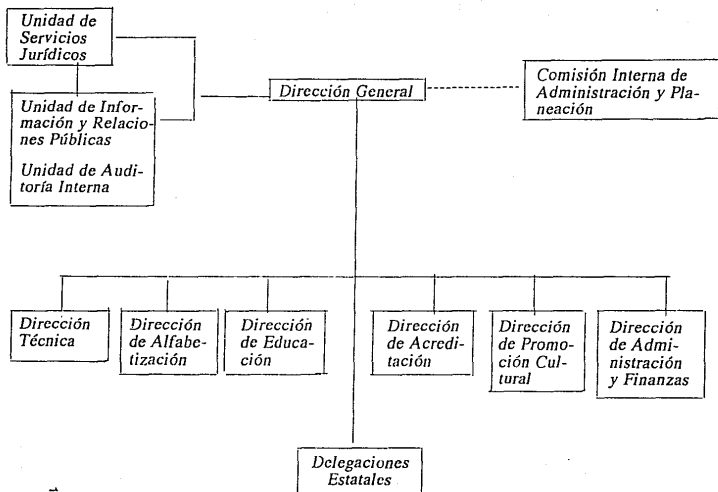 Unidad de
Servicios
Jurídicos
Unidad de Infor-
mación y Relacio-
nes Públicas
Unidad de Audi-
toría Interna
Dirección General
Comisión Interna de
Administración y Pla-
neación
Dirección
Técnica
Dirección
de Alfabe-
tización
Dirección
de Educa-
ción
Dirección
de Acredi-
tación
Dirección
de Promo-
ción Cul-
tural
Dirección
de Admi-
nistración
y Finanzas
Delegaciones
Estatales